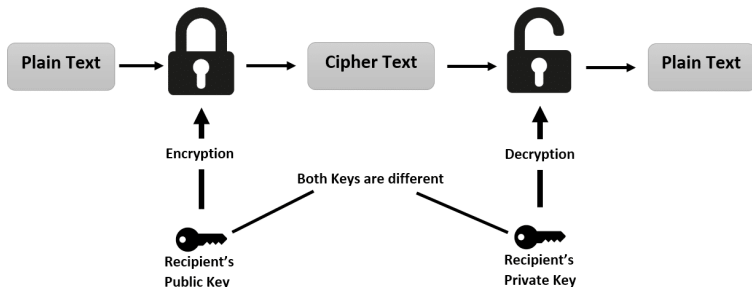 Plain Text
Cipher Text
Plain Text
Encryption
Decryption
Both Keys are different
Recipient's
Public Key
Recipient's
Private Key